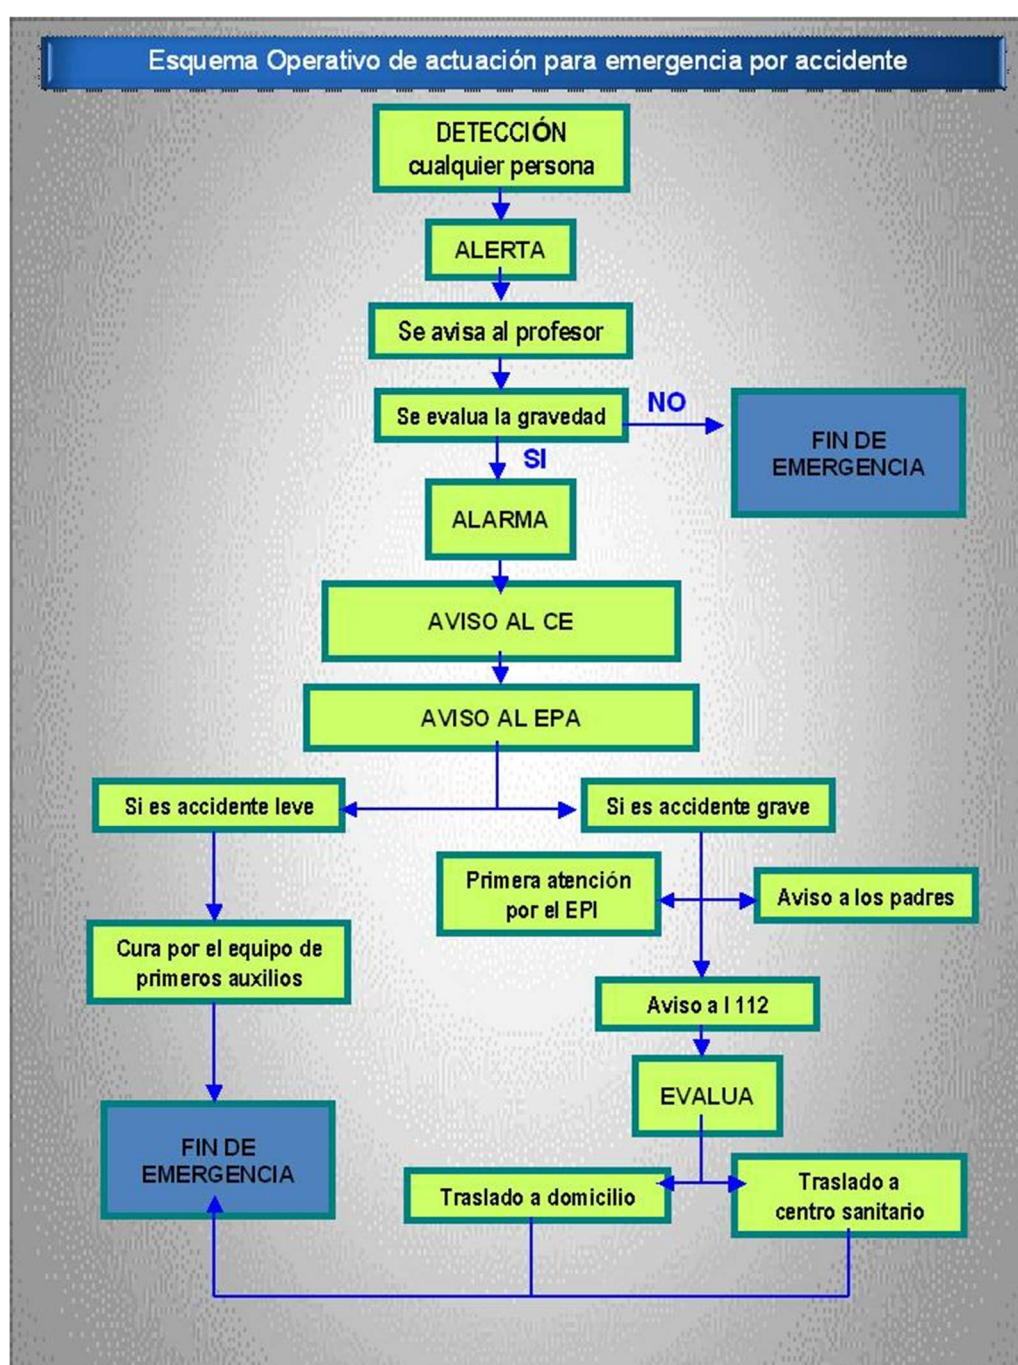 Esquema Operativo de actuación para emergencia por accidente
DETECCIÓN
cualquier persona
ALERTA
Se avisa al profesor
Se evalua la gravedad
NO
FIN DE
EMERGENCIA
SI
ALARMA
AVISO AL CE
AVISO AL EPA
Si es accidente leve
Si es accidente grave
Primera atención
por el EPI
Aviso a los padres
Cura por el equipo de
primeros auxilios
Aviso a l 112
EVALUA
FIN DE
EMERGENCIA
Traslado a domicilio
Traslado a
centro sanitario